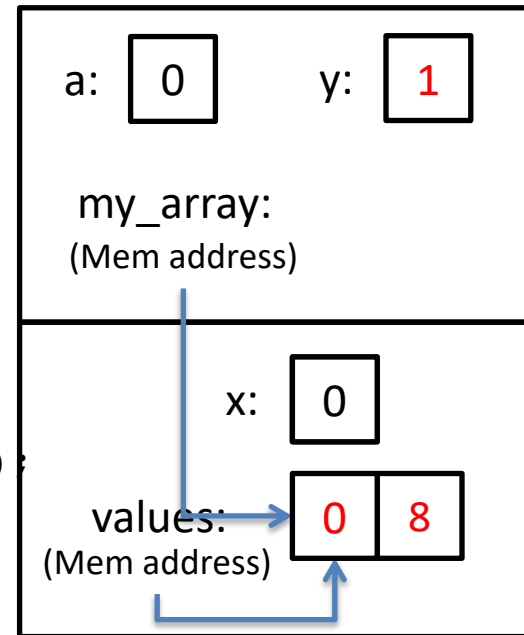 a: 0 y: 1
my_array:
(Mem address)
x: 0
) ;
values: 0 8
(Mem address)